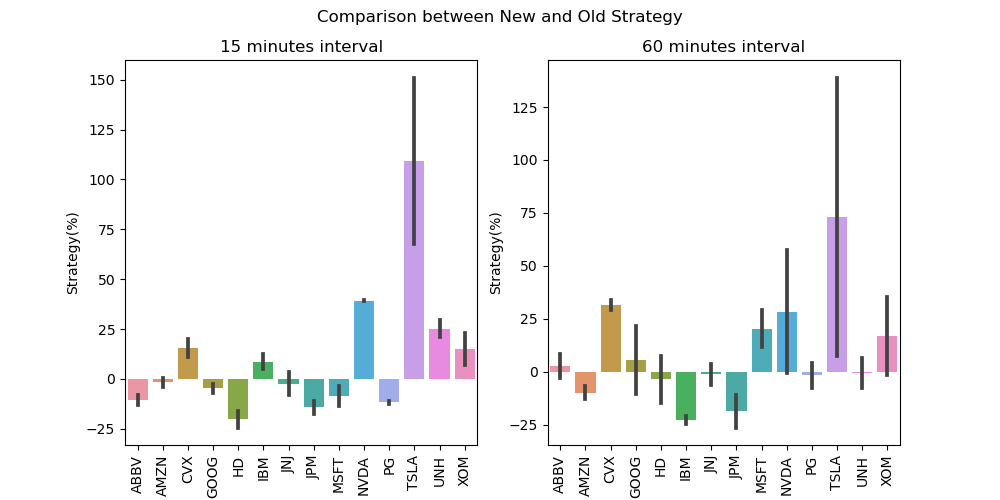 Comparison between New and Old Strategy
15 minutes interval
60 minutes interval
Strategy(%)
150
125
100
75
50
25
0
−25
ABBV
AMZN
CVX
GOOG
HD
IBM
JNJ
JPM
MSFT
NVDA
PG
TSLA
UNH
XOM
Strategy(%)
125
100
75
50
25
0
−25
ABBV
AMZN
CVX
GOOG
HD
IBM
JNJ
JPM
MSFT
NVDA
PG
TSLA
UNH
XOM